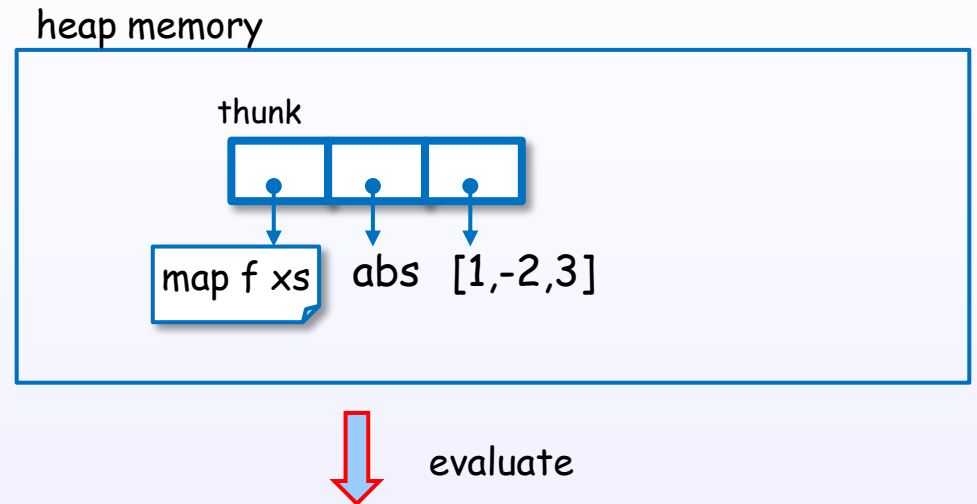 heap memory
thunk
map f xs abs [1,-2,3]
evaluate